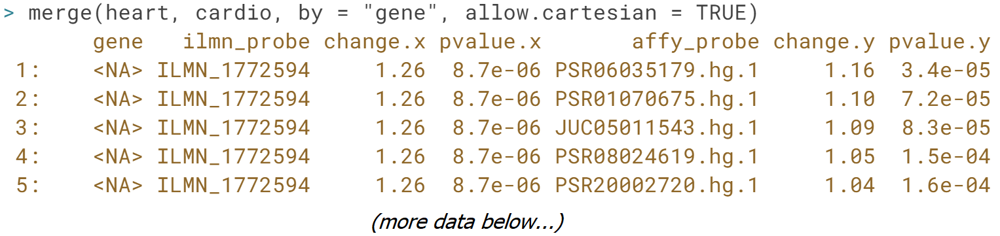 > merge(heart, cardio, by = "gene", allow.cartesian = TRUE)
gene ilmn_probe change.x pvalue.x affy_probe change.y pvalue.y
1: <NA> ILMN_1772594 1.26 8.7e-06 PSR06035179.hg.1 1.16 3.4e-05
2: <NA> ILMN_1772594 1.26 8.7e-06 PSR01070675.hg.1 1.10 7.2e-05
3: <NA> ILMN_1772594 1.26 8.7e-06 JUC05011543.hg.1 1.09 8.3e-05
4: <NA> ILMN_1772594 1.26 8.7e-06 PSR08024619.hg.1 1.05 1.5e-04
5: <NA> ILMN_1772594 1.26 8.7e-06 PSR20002720.hg.1 1.04 1.6e-04
(more data below...)